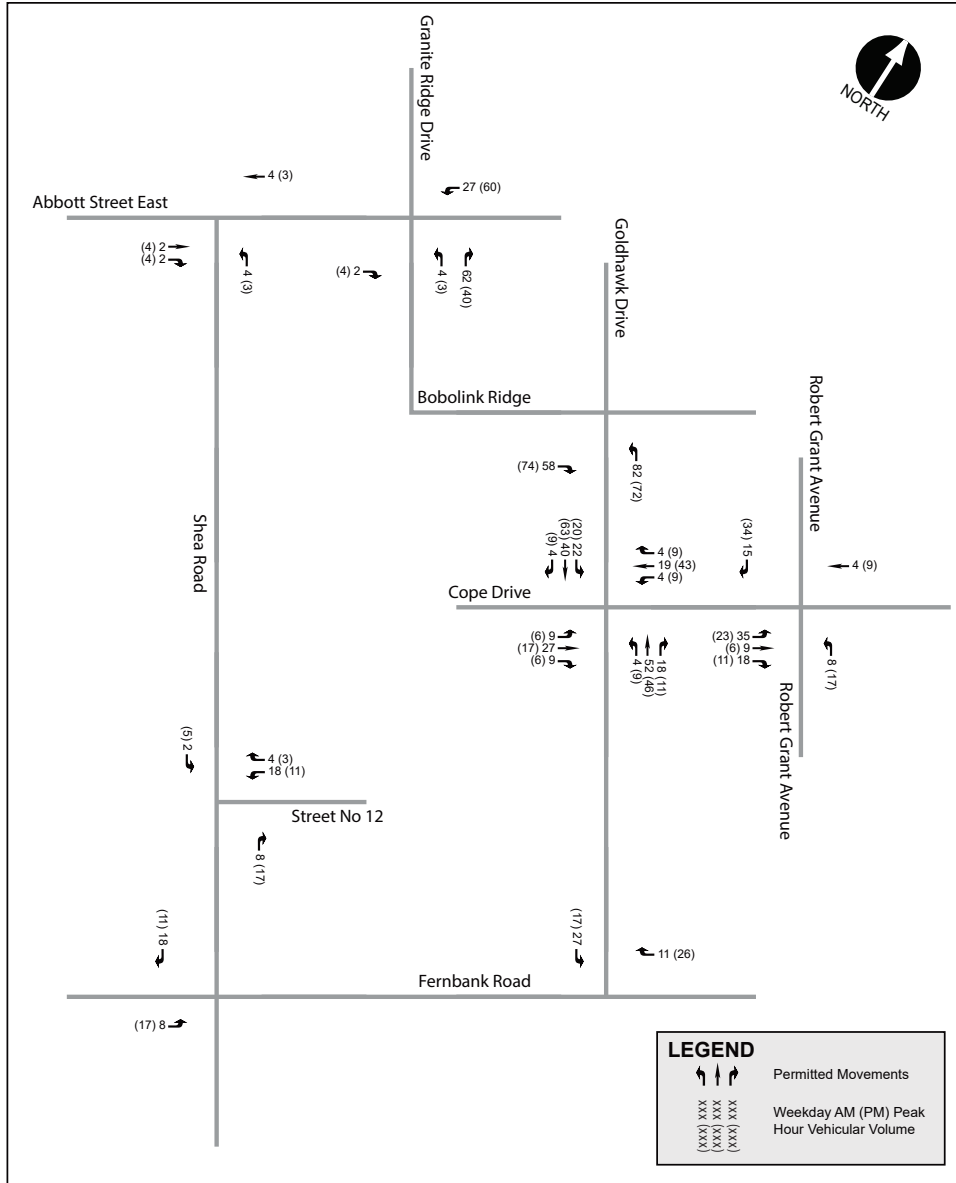 Granite Ridge Drive
NORTH
4 (3)
27 (60)
Abbott Street East
(4) 2
(4) 2
4 (3)
(4) 2
4 (3)
62 (40)
Goldhawk Drive
Bobolink Ridge
Robert Grant Avenue
(74) 58
82 (72)
Shea Road
(9) 4
(63) 40
(20) 22
4 (9)
19 (43)
4 (9)
(34) 15
4 (9)
Cope Drive
(6) 9
(17) 27
(6) 9
4 (9)
52 (46)
18 (11)
(23) 35
(6) 9
(11) 18
8 (17)
Robert Grant Avenue
(5) 2
4 (3)
18 (11)
Street No 12
8 (17)
(11) 18
(17) 27
11 (26)
Fernbank Road
(17) 8
LEGEND
Permitted Movements
XXX (XXX)
XXX (XXX)
XXX (XXX)
Weekday AM (PM) Peak
Hour Vehicular Volume